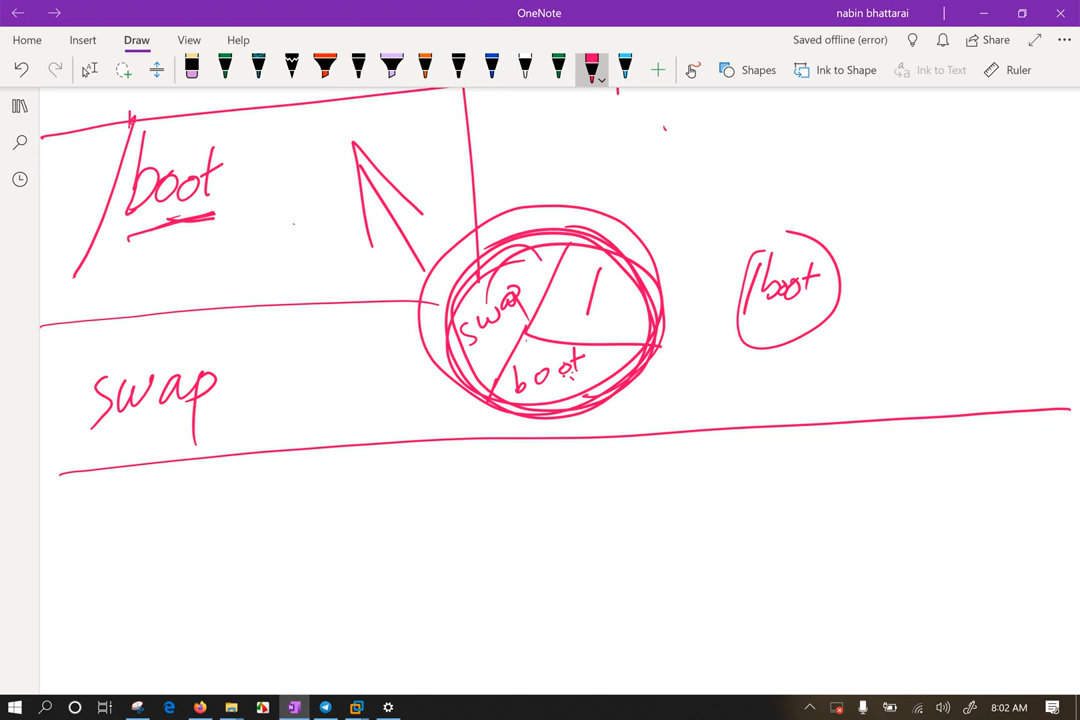 OneNote
nabin bhattarai
Home Insert Draw View Help
Saved offline (error)
Share
Shapes
Ink to Shape
Ink to Text
Ruler
/boot
swap
/
boot
/boot
swap
8:02 AM